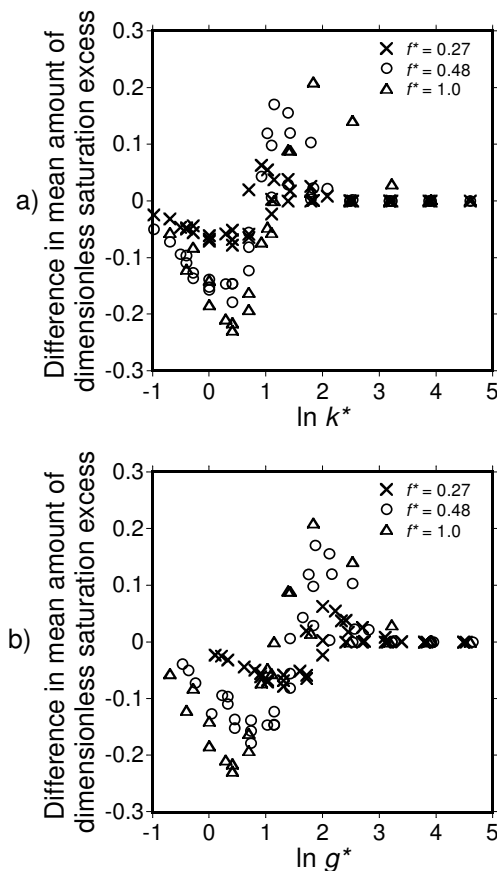 a)
Difference in mean amount of
dimensionless saturation excess
0.3
0.2
0.1
0
-0.1
-0.2
-0.3
-1 0 1 2 3 4 5
ln k*
f* = 0.27
f* = 0.48
f* = 1.0
b)
Difference in mean amount of
dimensionless saturation excess
0.3
0.2
0.1
0
-0.1
-0.2
-0.3
-1 0 1 2 3 4 5
ln g*
f* = 0.27
f* = 0.48
f* = 1.0